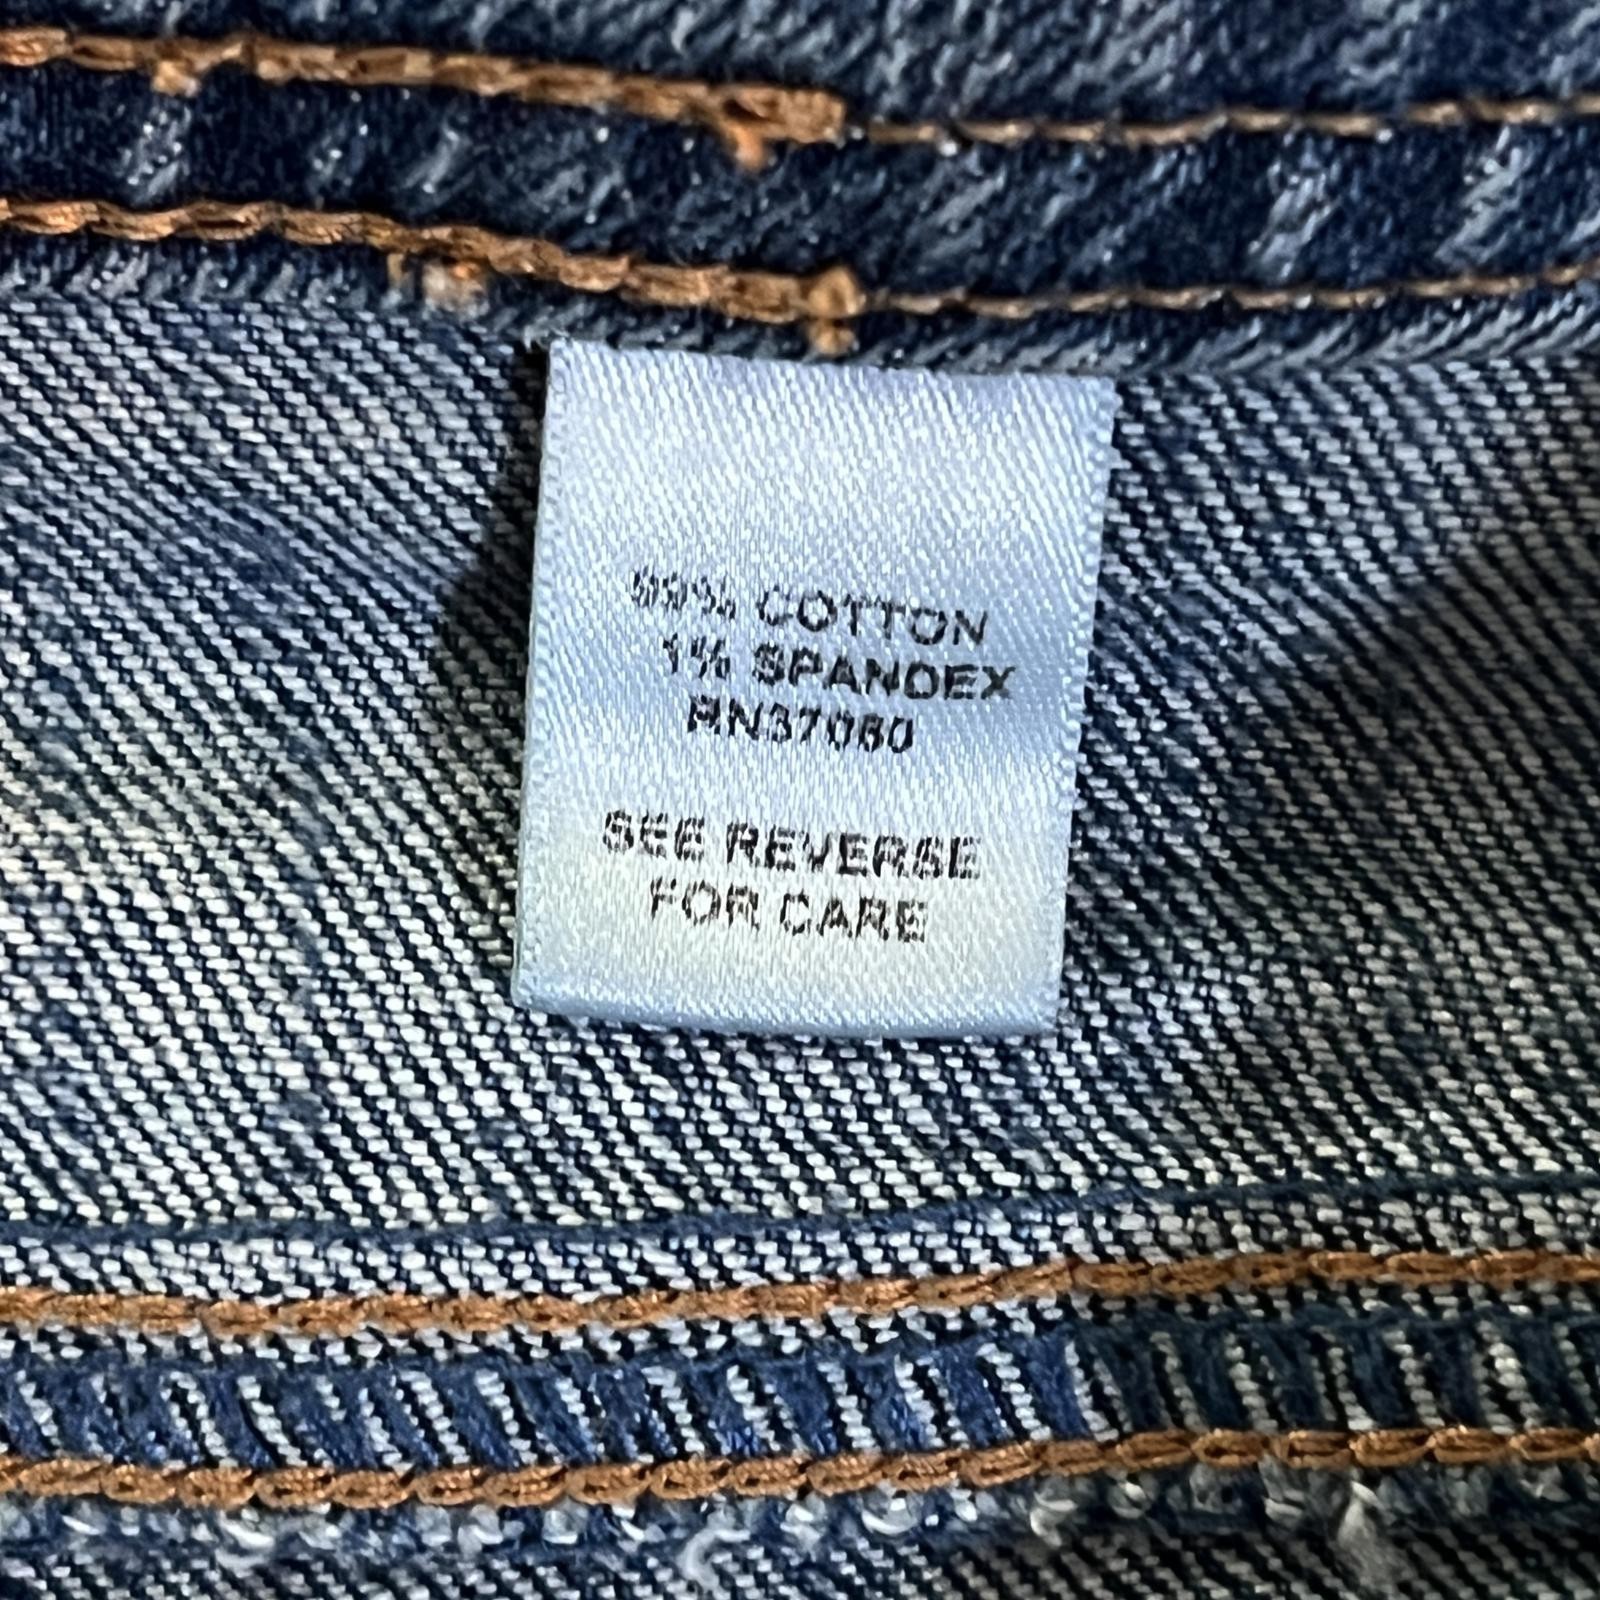 99% COTTON
1% SPANDEX
RN37080
SEE REVERSE
FOR CARE